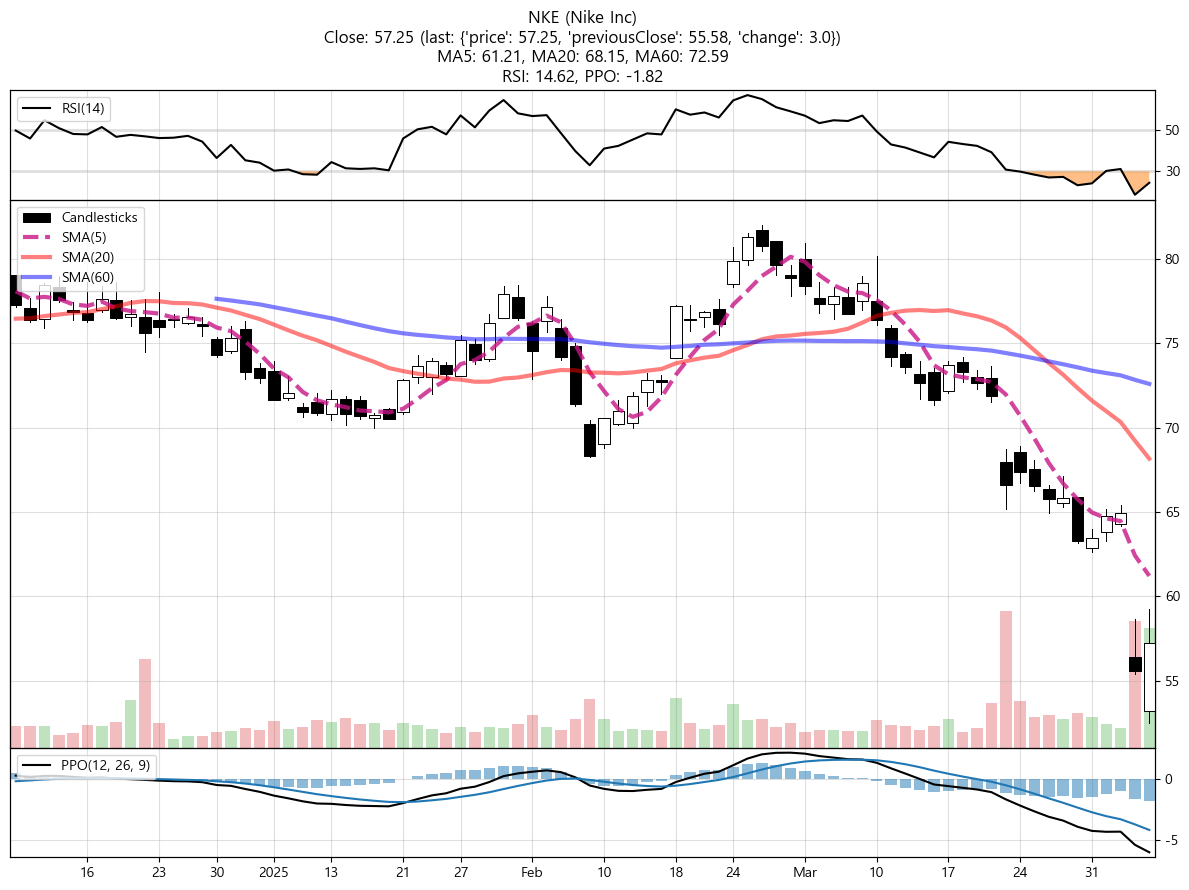 NKE (Nike Inc)
Close: 57.25 (last: {'price': 57.25, 'previousClose': 55.58, 'change': 3.0})
MA5: 61.21, MA20: 68.15, MA60: 72.59
RSI: 14.62, PPO: -1.82
RSI(14)
50
30
Candlesticks
SMA(5)
SMA(20)
SMA(60)
80
75
70
65
60
55
PPO(12, 26, 9)
0
-5
16 23 30 2025 13 21 27 Feb 10 18 24 Mar 10 17 24 31